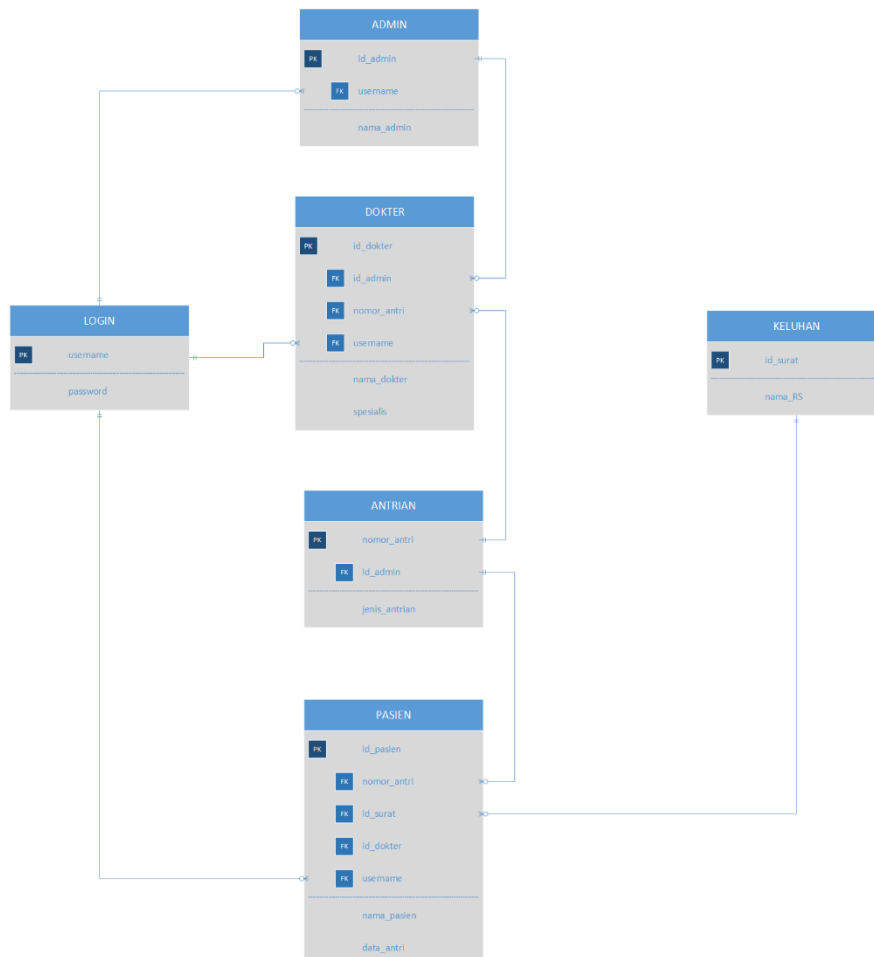 ADMIN
PK id_admin
FK username
nama_admin
DOKTER
PK id_dokter
FK id_admin
FK nomor_antri
FK username
nama_dokter
spesialis
LOGIN
PK username
password
KELUHAN
PK id_surat
nama_RS
ANTRIAN
PK nomor_antri
FK id_admin
jenis_antrian
PASIEN
PK id_pasien
FK nomor_antri
FK id_surat
FK id_dokter
FK username
nama_pasien
data_antri